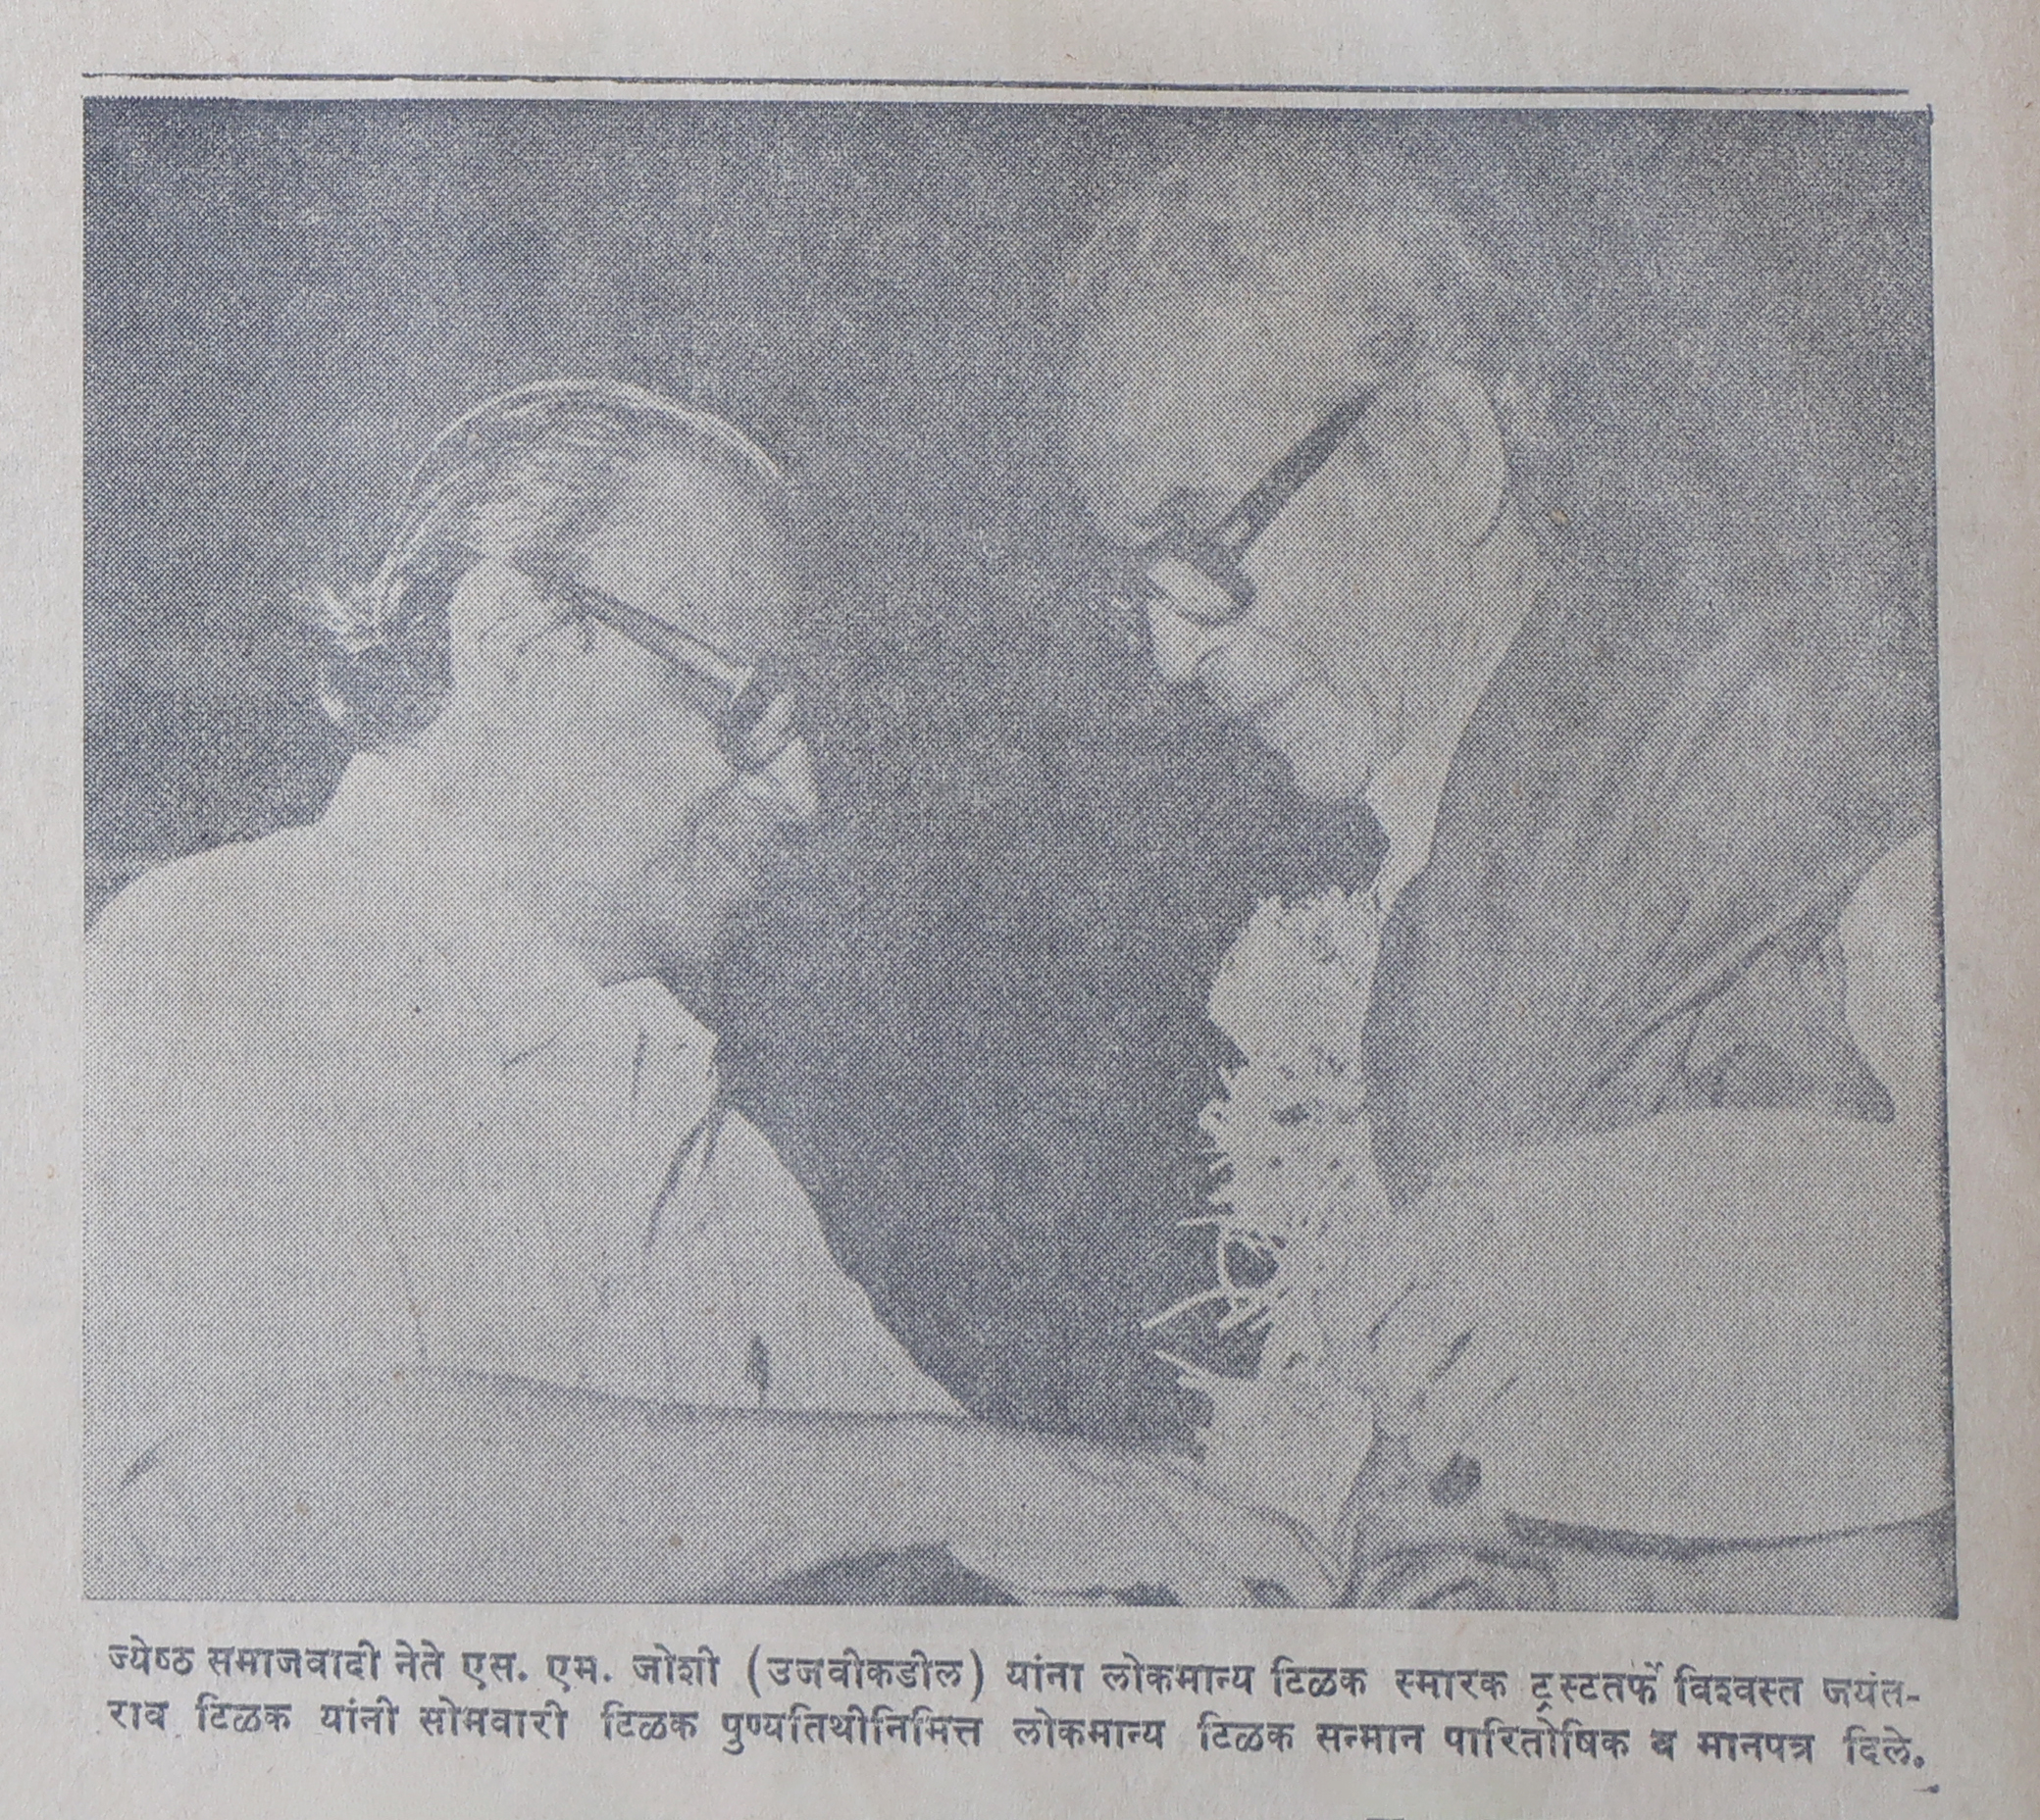 ज्येष्ठ समाजवादी नेते एस. एम. जोशी (उजवीकडील) यांना लोकमान्य टिळक स्मारक ट्रस्टतर्फे विश्वस्त जयंत-
राव टिळक यांनी सोमवारी टिळक पुण्यतिथीनिमित्त लोकमान्य टिळक सन्मान पारितोषिक व मानपत्र दिले.